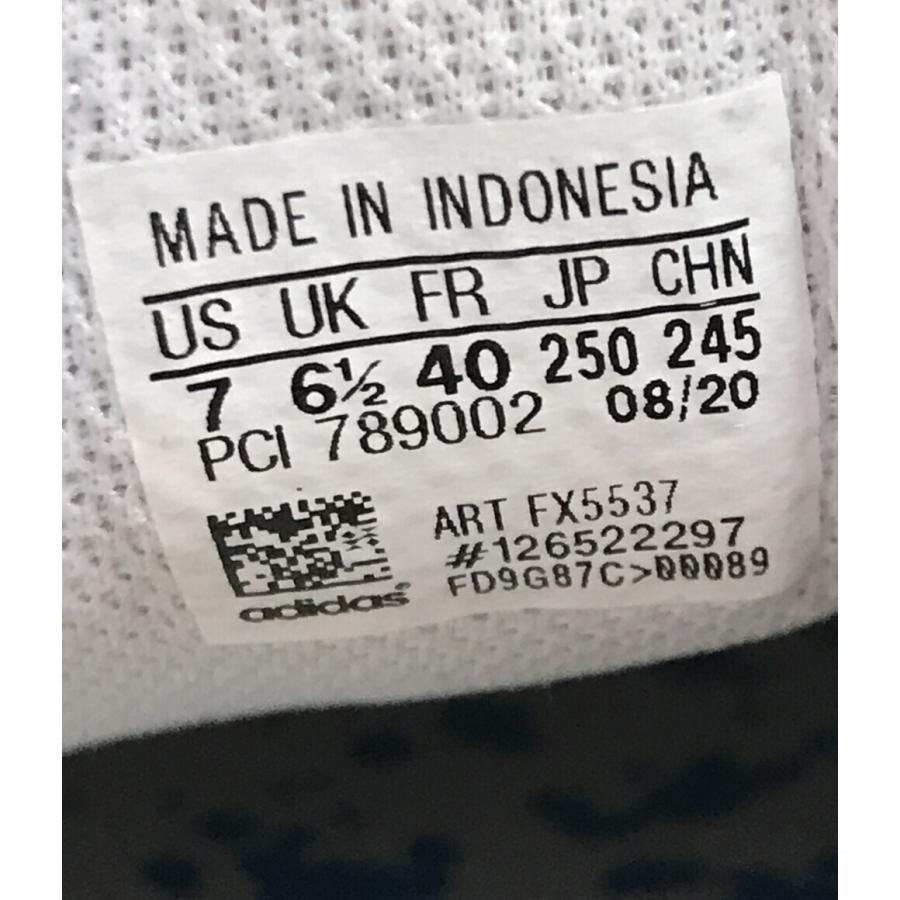 MADE IN INDONESIA
US UK FR JP CHN
7 6½ 40 250 245
PCI 789002 08/20
ART FX5537
#126522297
FD9G87C>00089
adidas®